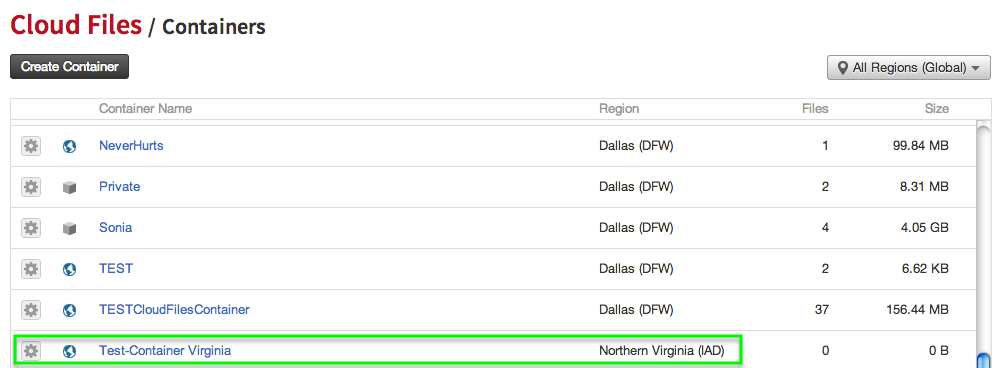 Cloud Files / Containers
Create Container
All Regions (Global)
Container Name Region Files Size
NeverHurts Dallas (DFW) 1 99.84 MB
Private Dallas (DFW) 2 8.31 MB
Sonia Dallas (DFW) 4 4.05 GB
TEST Dallas (DFW) 2 6.62 KB
TESTCloudFilesContainer Dallas (DFW) 37 156.44 MB
Test-Container Virginia Northern Virginia (IAD) 0 0 B